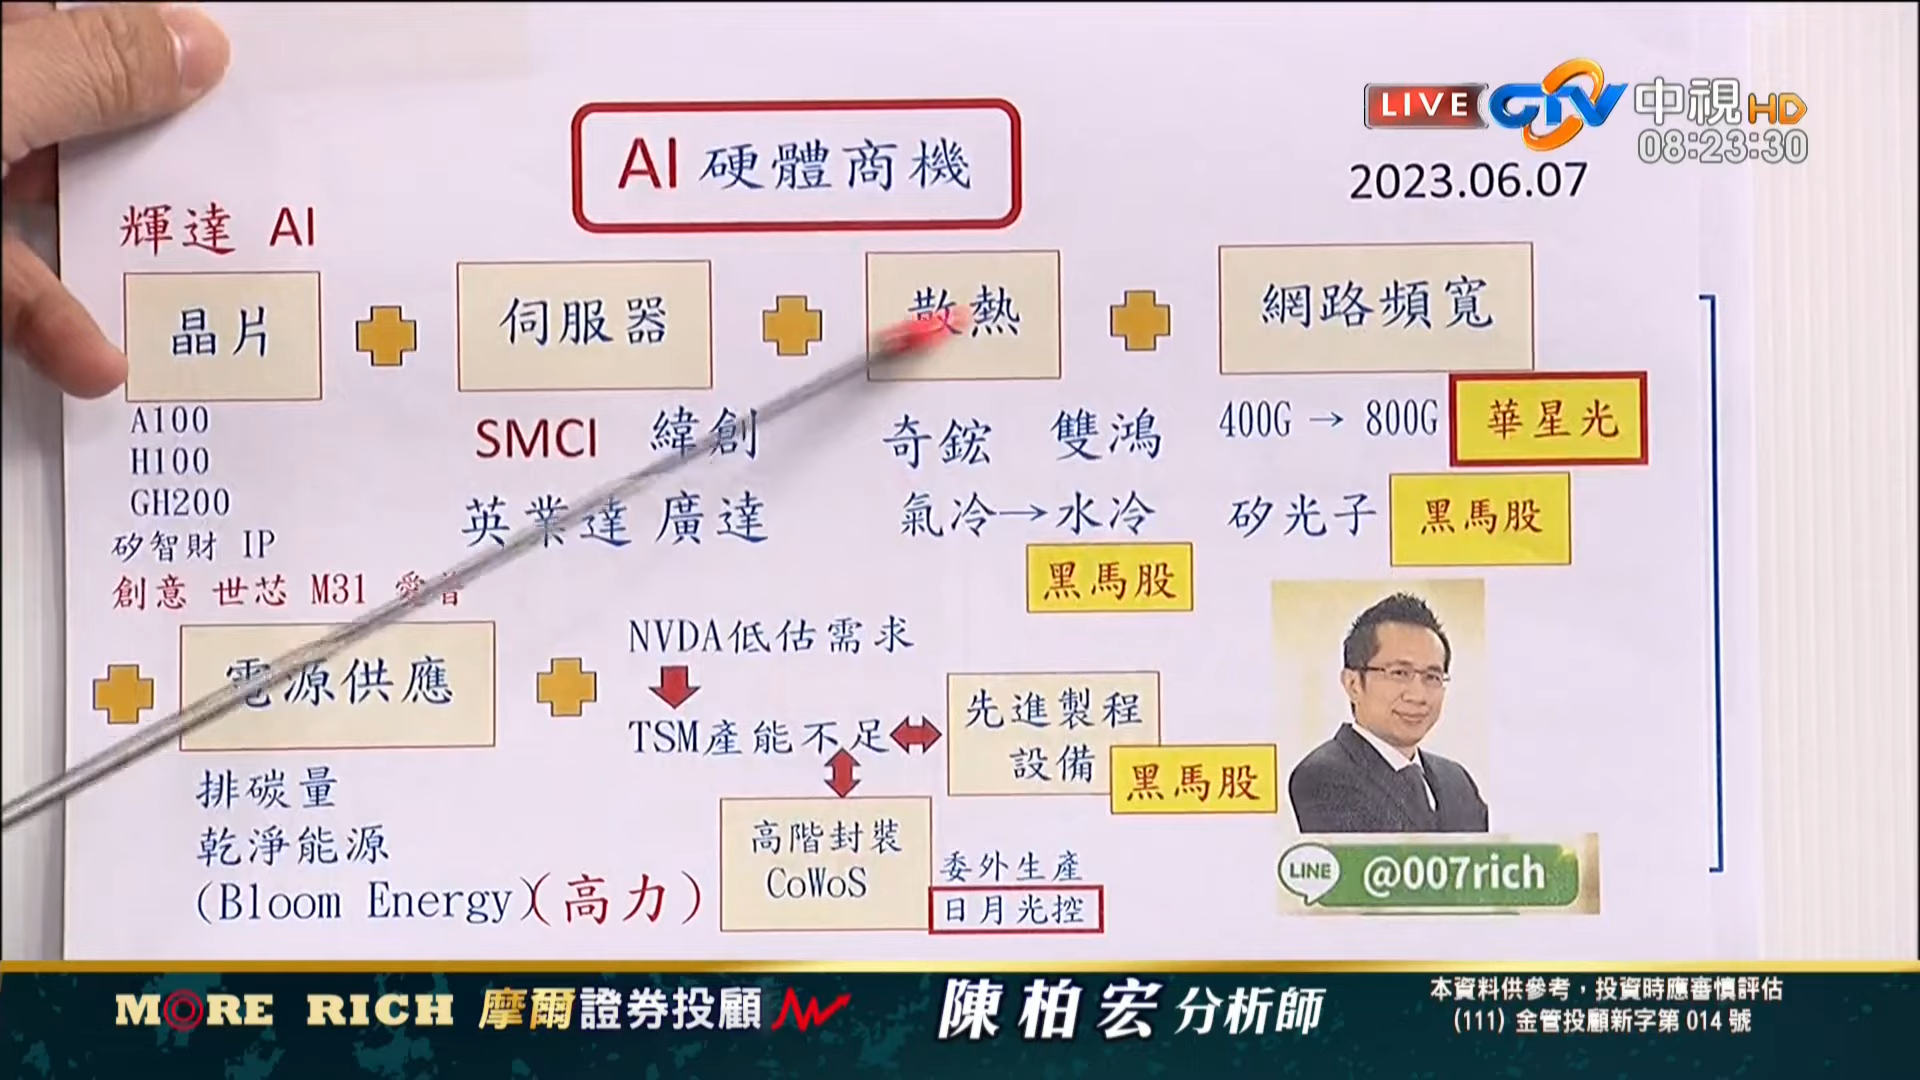 LIVE CTV 中視HD
08:23:30
AI 硬體商機
2023.06.07
輝達 AI
晶片
伺服器
散熱
網路頻寬
A100
H100
GH200
矽智財 IP
創意 世芯 M31 愛普
SMCI 緯創
英業達 廣達
奇鋐 雙鴻
氣冷→水冷
黑馬股
400G → 800G 華星光
矽光子 黑馬股
電源供應
排碳量
乾淨能源
(Bloom Energy)(高力)
NVDA低估需求
TSM產能不足
先進製程
設備
黑馬股
高階封裝
CoWoS
委外生產
日月光控
LINE @007rich
MORE RICH 摩爾證券投顧
陳柏宏 分析師
本資料供參考，投資時應審慎評估
(111) 金管投顧新字第 014 號